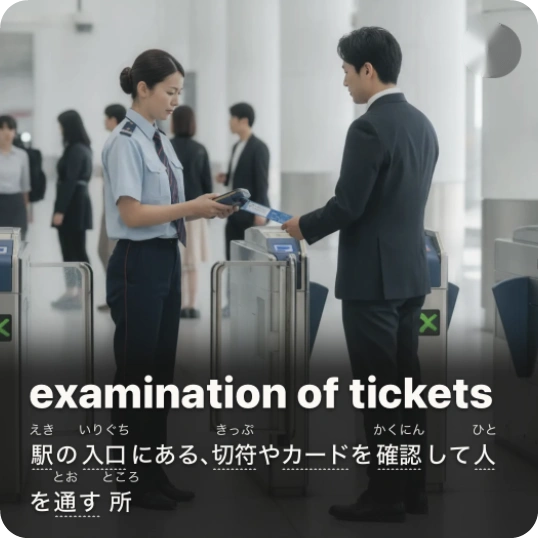 examination of tickets
えき いりぐち きっぷ かくにん ひと
駅の入口にある、切符やカードを確認して人
とお ところ
を通す所